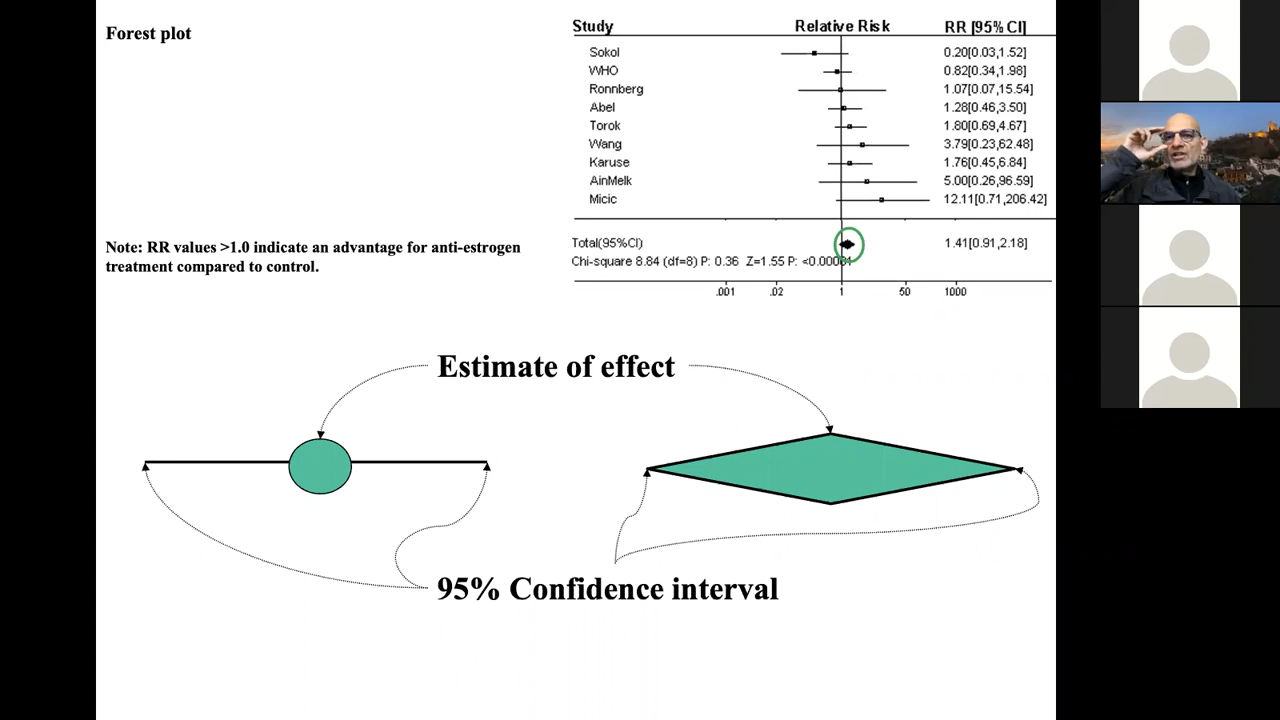 Forest plot
Study Relative Risk RR [95% CI]
Sokol 0.20[0.03,1.52]
WHO 0.82[0.34,1.98]
Ronnberg 1.07[0.07,15.54]
Abel 1.28[0.46,3.50]
Torok 1.80[0.69,4.67]
Wang 3.79[0.23,62.48]
Karuse 1.76[0.45,6.84]
AinMelk 5.00[0.26,96.59]
Micic 12.11[0.71,206.42]
Total(95%CI) 1.41[0.91,2.18]
Chi-square 8.84 (df=8) P: 0.36 Z=1.55 P:
.001 .02 1 50 1000
Note: RR values >1.0 indicate an advantage for anti-estrogen
treatment compared to control.
Estimate of effect
95% Confidence interval